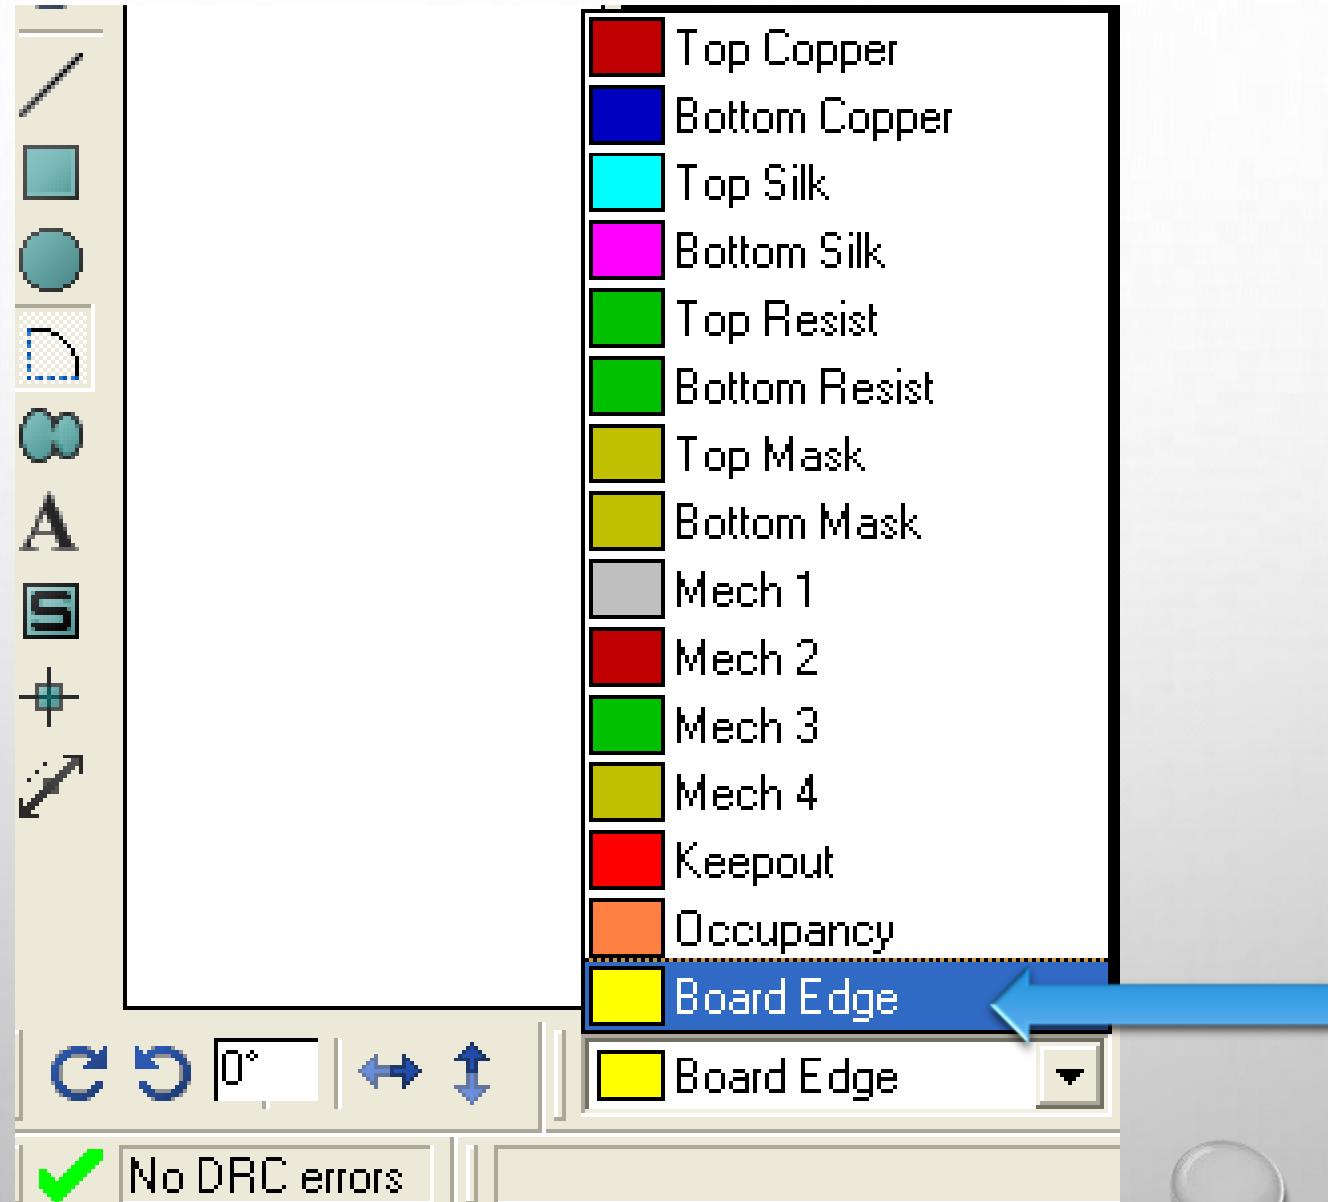 Top Copper
Bottom Copper
Top Silk
Bottom Silk
Top Resist
Bottom Resist
Top Mask
Bottom Mask
Mech 1
Mech 2
Mech 3
Mech 4
Keepout
Occupancy
Board Edge
A
S
0° Board Edge
No DRC errors